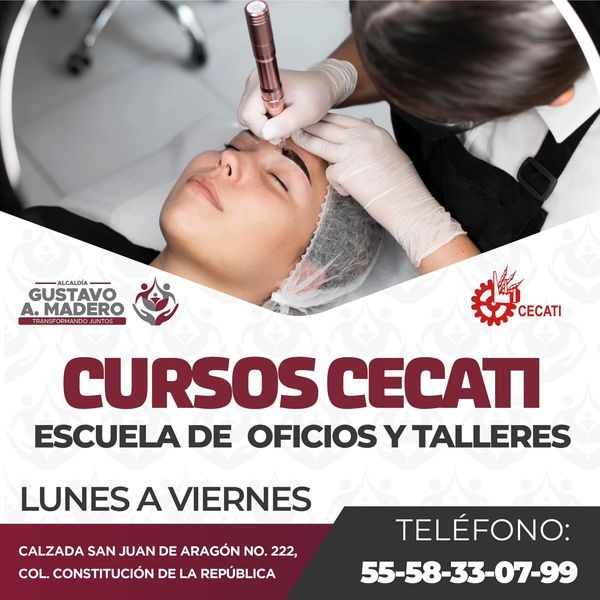 ALCALDÍA
GUSTAVO
A. MADERO
TRANSFORMANDO JUNTOS
CECATI
CURSOS CECATI
ESCUELA DE OFICIOS Y TALLERES
LUNES A VIERNES
CALZADA SAN JUAN DE ARAGÓN NO. 222,
COL. CONSTITUCIÓN DE LA REPÚBLICA
TELÉFONO:
55-58-33-07-99